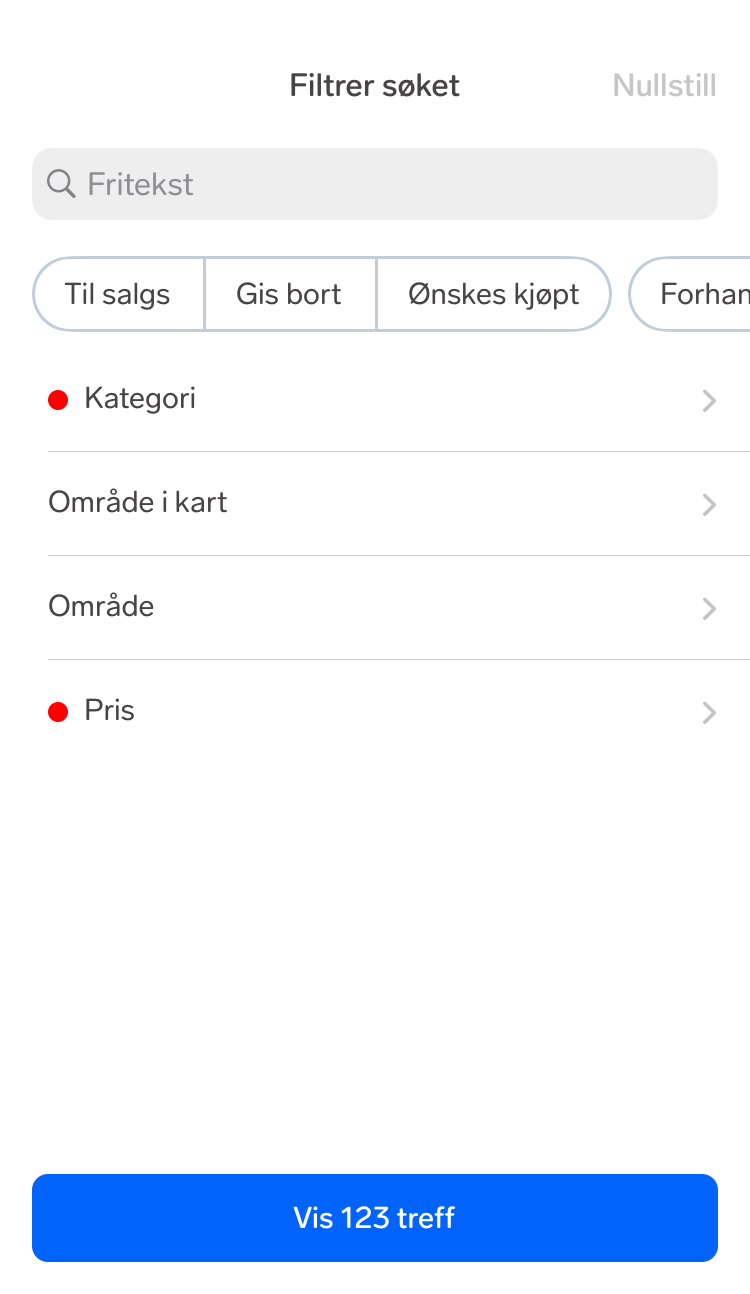 Filtrer søket Nullstill
Fritekst
Til salgs Gis bort Ønskes kjøpt Forhan
Kategori
Område i kart
Område
Pris
Vis 123 treff